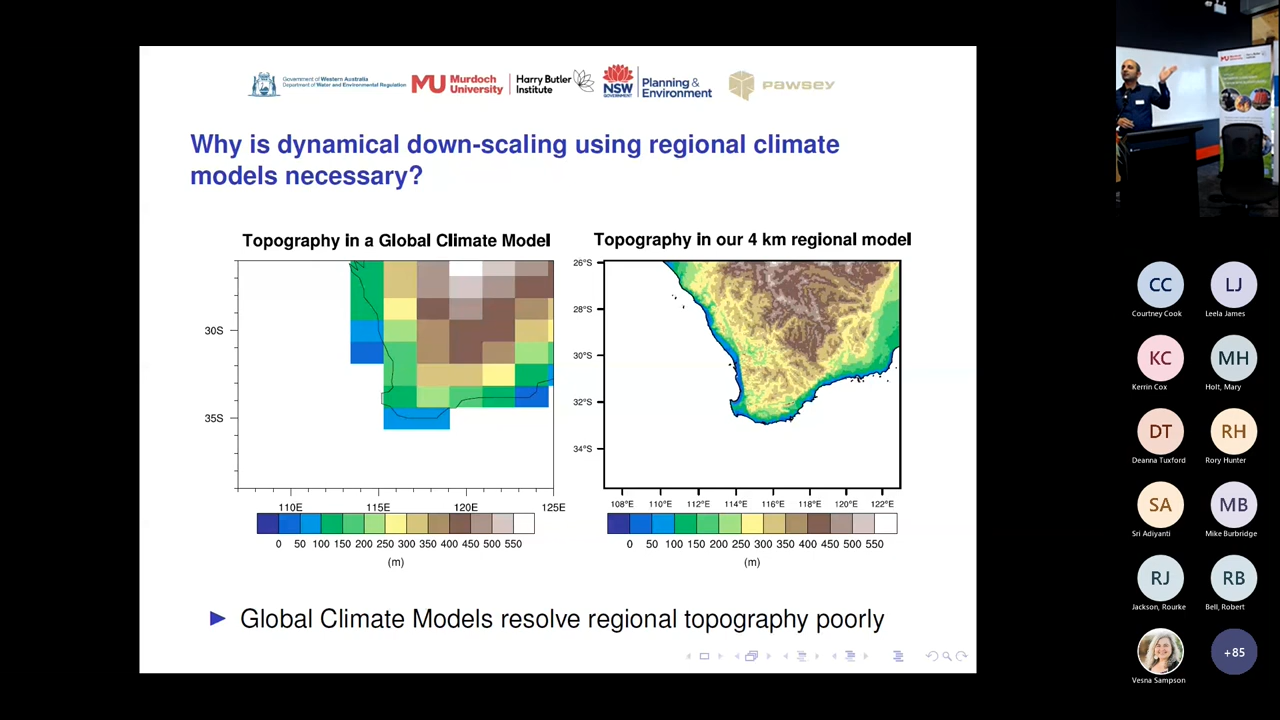 Government of Western Australia
Department of Water and Environmental Regulation
MU Murdoch University
Harry Butler Institute
NSW GOVERNMENT
Planning & Environment
PAWSEY
Why is dynamical down-scaling using regional climate
models necessary?
Topography in a Global Climate Model
30S
35S
110E 115E 120E 125E
0 50 100 150 200 250 300 350 400 450 500 550
(m)
Topography in our 4 km regional model
26°S
28°S
30°S
32°S
34°S
108°E 110°E 112°E 114°E 116°E 118°E 120°E 122°E
0 50 100 150 200 250 300 350 400 450 500 550
(m)
Global Climate Models resolve regional topography poorly
CC LJ
Courtney Cook Leela James
KC MH
Kerrin Cox Holt, Mary
DT RH
Deanna Tuxford Rory Hunter
SA MB
Sri Adiyanti Mike Burbridge
RJ RB
Jackson, Rourke Bell, Robert
+85
Vesna Sampson